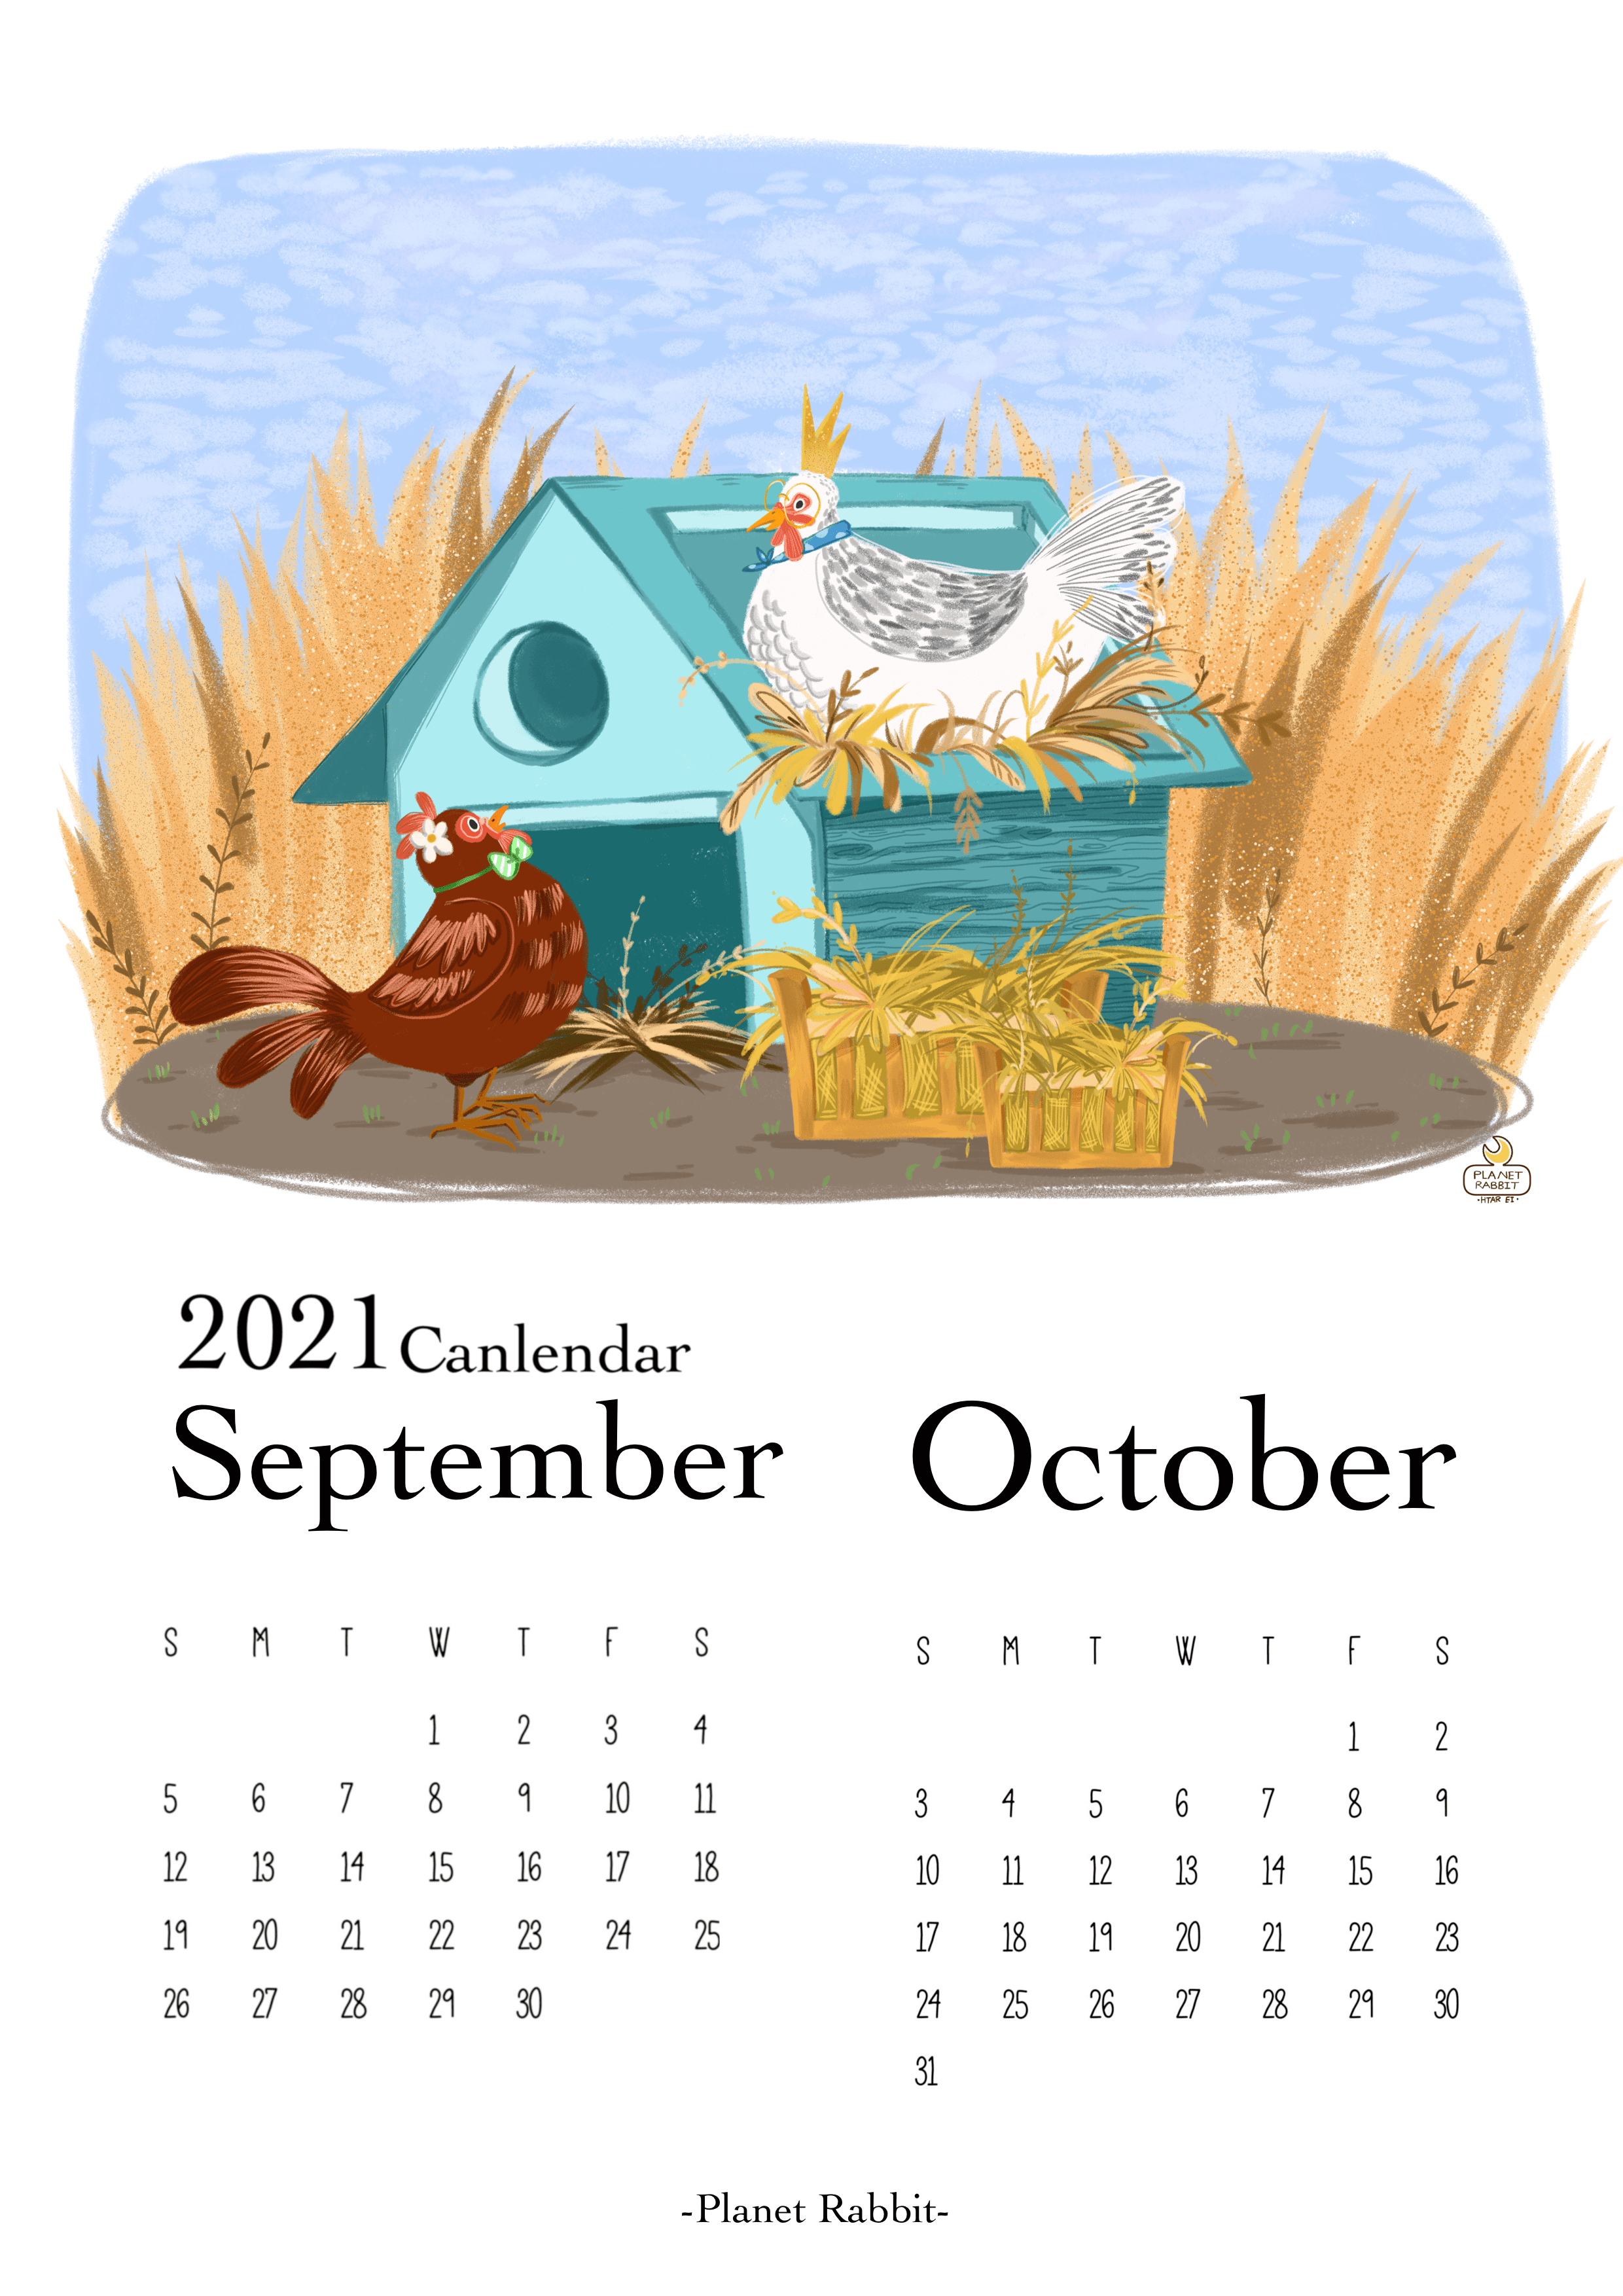 PLANET
RABBIT
·HTAR EI·
2021 Canlendar
September
October
S M T W T F S
1 2 3 4
5 6 7 8 9 10 11
12 13 14 15 16 17 18
19 20 21 22 23 24 25
26 27 28 29 30
S M T W T F S
1 2
3 4 5 6 7 8 9
10 11 12 13 14 15 16
17 18 19 20 21 22 23
24 25 26 27 28 29 30
31
-Planet Rabbit-